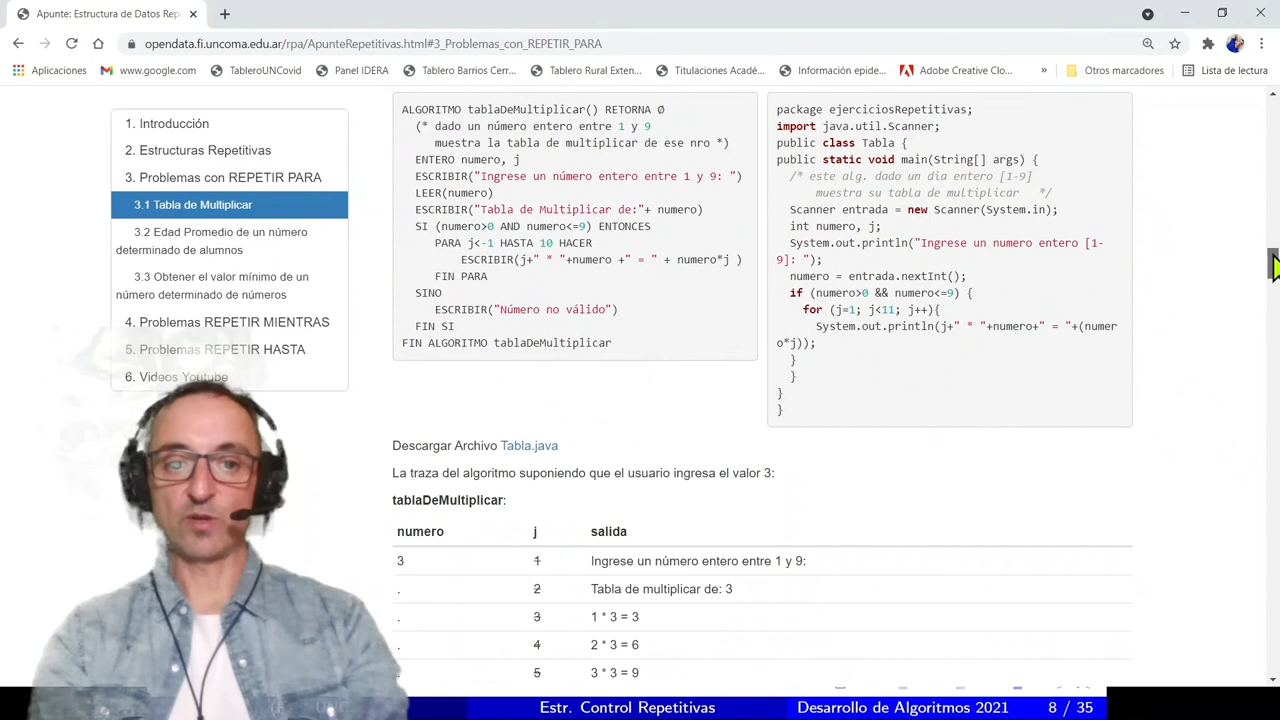 Apunte: Estructura de Datos Rep
opendata.fi.uncoma.edu.ar/rpa/ApunteRepetitivas.html#3_Problemas_con_REPETIR_PARA
Aplicaciones www.google.com TableroUNCovid Panel IDERA Tablero Barrios Cerr... Tablero Rural Exten... Titulaciones Acadé... Información epide... Adobe Creative Clo... » Otros marcadores Lista de lectura
1. Introducción
2. Estructuras Repetitivas
3. Problemas con REPETIR PARA
3.1 Tabla de Multiplicar
3.2 Edad Promedio de un número
determinado de alumnos
3.3 Obtener el valor mínimo de un
número determinado de números
4. Problemas REPETIR MIENTRAS
5. Problemas REPETIR HASTA
6. Videos Youtube
ALGORITMO tablaDeMultiplicar() RETORNA Ø
(* dado un número entero entre 1 y 9
muestra la tabla de multiplicar de ese nro *)
ENTERO numero, j
ESCRIBIR("Ingrese un número entero entre 1 y 9: ")
LEER(numero)
ESCRIBIR("Tabla de Multiplicar de:"+ numero)
SI (numero>0 AND numero<=9) ENTONCES
PARA j<-1 HASTA 10 HACER
ESCRIBIR(j+" * "+numero +" = " + numero*j )
FIN PARA
SINO
ESCRIBIR("Número no válido")
FIN SI
FIN ALGORITMO tablaDeMultiplicar
package ejerciciosRepetitivas;
import java.util.Scanner;
public class Tabla {
public static void main(String[] args) {
/* este alg. dado un dia entero [1-9]
muestra su tabla de multiplicar */
Scanner entrada = new Scanner(System.in);
int numero, j;
System.out.println("Ingrese un numero entero [1-
9]: ");
numero = entrada.nextInt();
if (numero>0 && numero<=9) {
for (j=1; j<11; j++){
System.out.println(j+" * "+numero+" = "+(numer
o*j));
}
}
}
}
Descargar Archivo Tabla.java
La traza del algoritmo suponiendo que el usuario ingresa el valor 3:
tablaDeMultiplicar:
numero j salida
3 1 Ingrese un número entero entre 1 y 9:
. 2 Tabla de multiplicar de: 3
. 3 1 * 3 = 3
. 4 2 * 3 = 6
. 5 3 * 3 = 9
Estr. Control Repetitivas Desarrollo de Algoritmos 2021 8 / 35